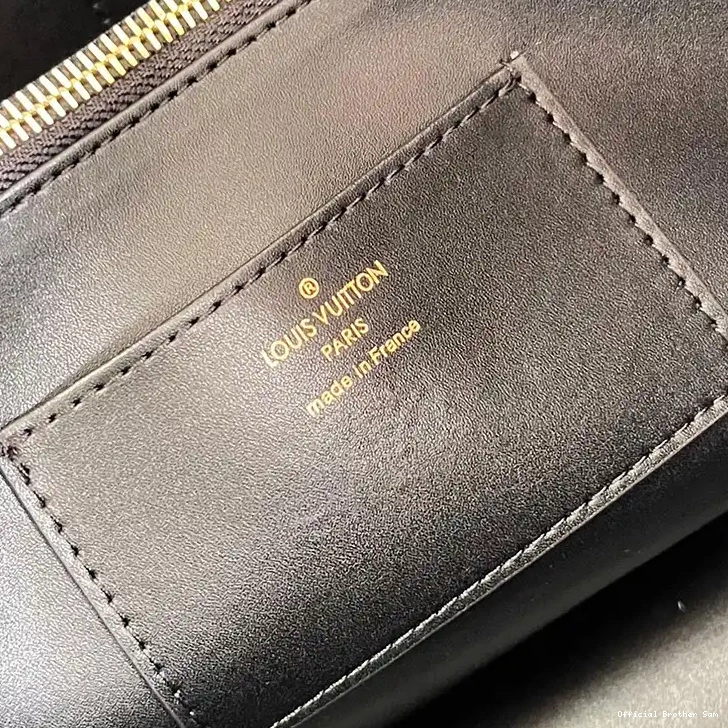 ®
LOUIS VUITTON
PARIS
made in France
Official Brother Sam